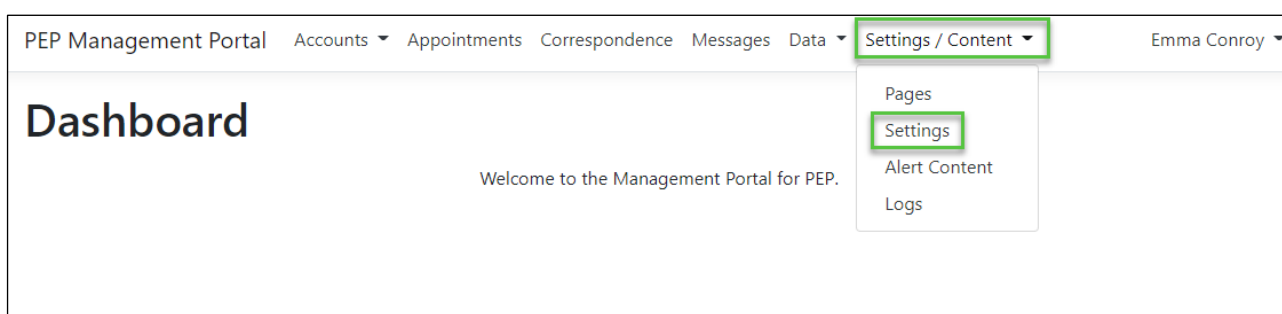 PEP Management Portal Accounts Appointments Correspondence Messages Data Settings / Content Emma Conroy
Pages
Dashboard
Settings
Alert Content
Welcome to the Management Portal for PEP.
Logs